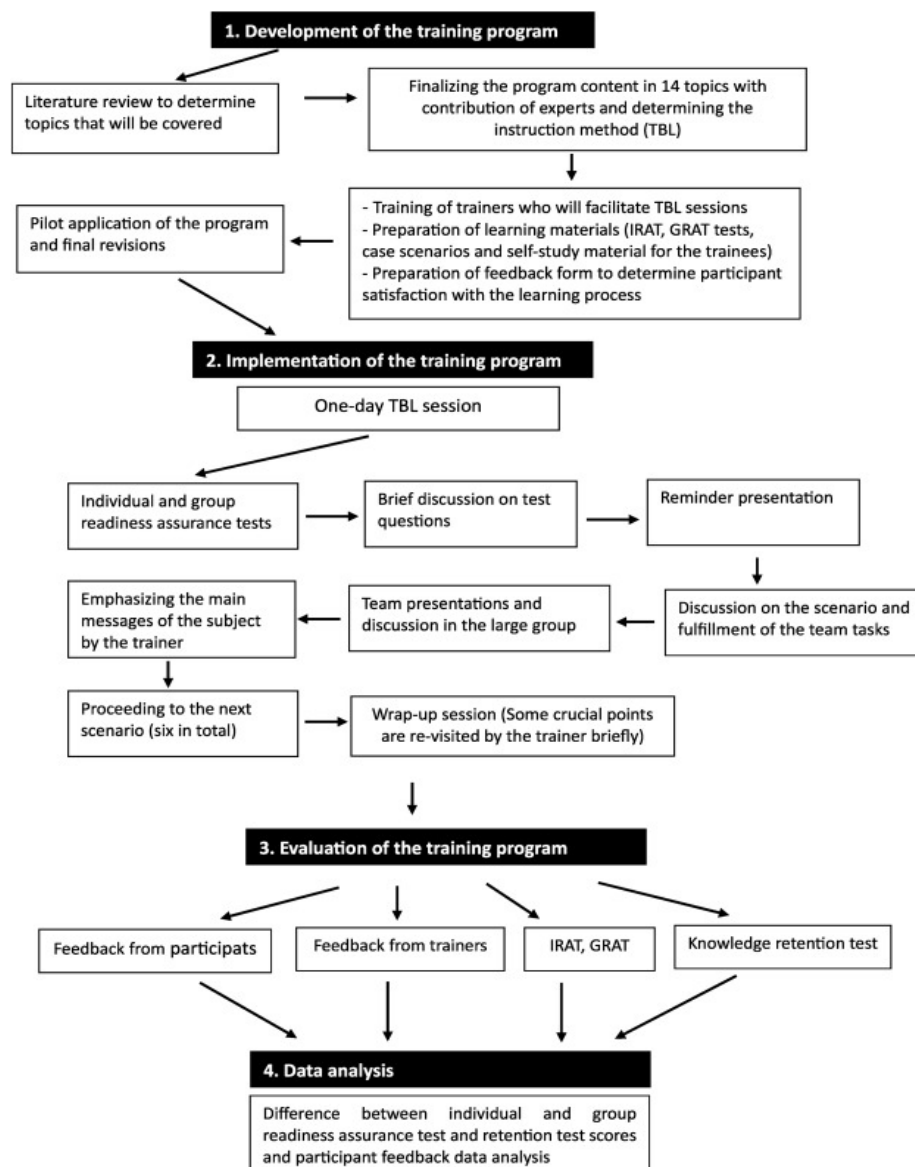 1. Development of the training program
Literature review to determine
topics that will be covered
Finalizing the program content in 14 topics with
contribution of experts and determining the
instruction method (TBL)
Pilot application of the program
and final revisions
- Training of trainers who will facilitate TBL sessions
- Preparation of learning materials (IRAT, GRAT tests,
case scenarios and self-study material for the trainees)
- Preparation of feedback form to determine participant
satisfaction with the learning process
2. Implementation of the training program
One-day TBL session
Individual and group
readiness assurance tests
Brief discussion on test
questions
Reminder presentation
Emphasizing the main
messages of the subject
by the trainer
Team presentations and
discussion in the large group
Discussion on the scenario and
fulfillment of the team tasks
Proceeding to the next
scenario (six in total)
Wrap-up session (Some crucial points
are re-visited by the trainer briefly)
3. Evaluation of the training program
Feedback from participats
Feedback from trainers
IRAT, GRAT
Knowledge retention test
4. Data analysis
Difference between individual and group
readiness assurance test and retention test scores
and participant feedback data analysis